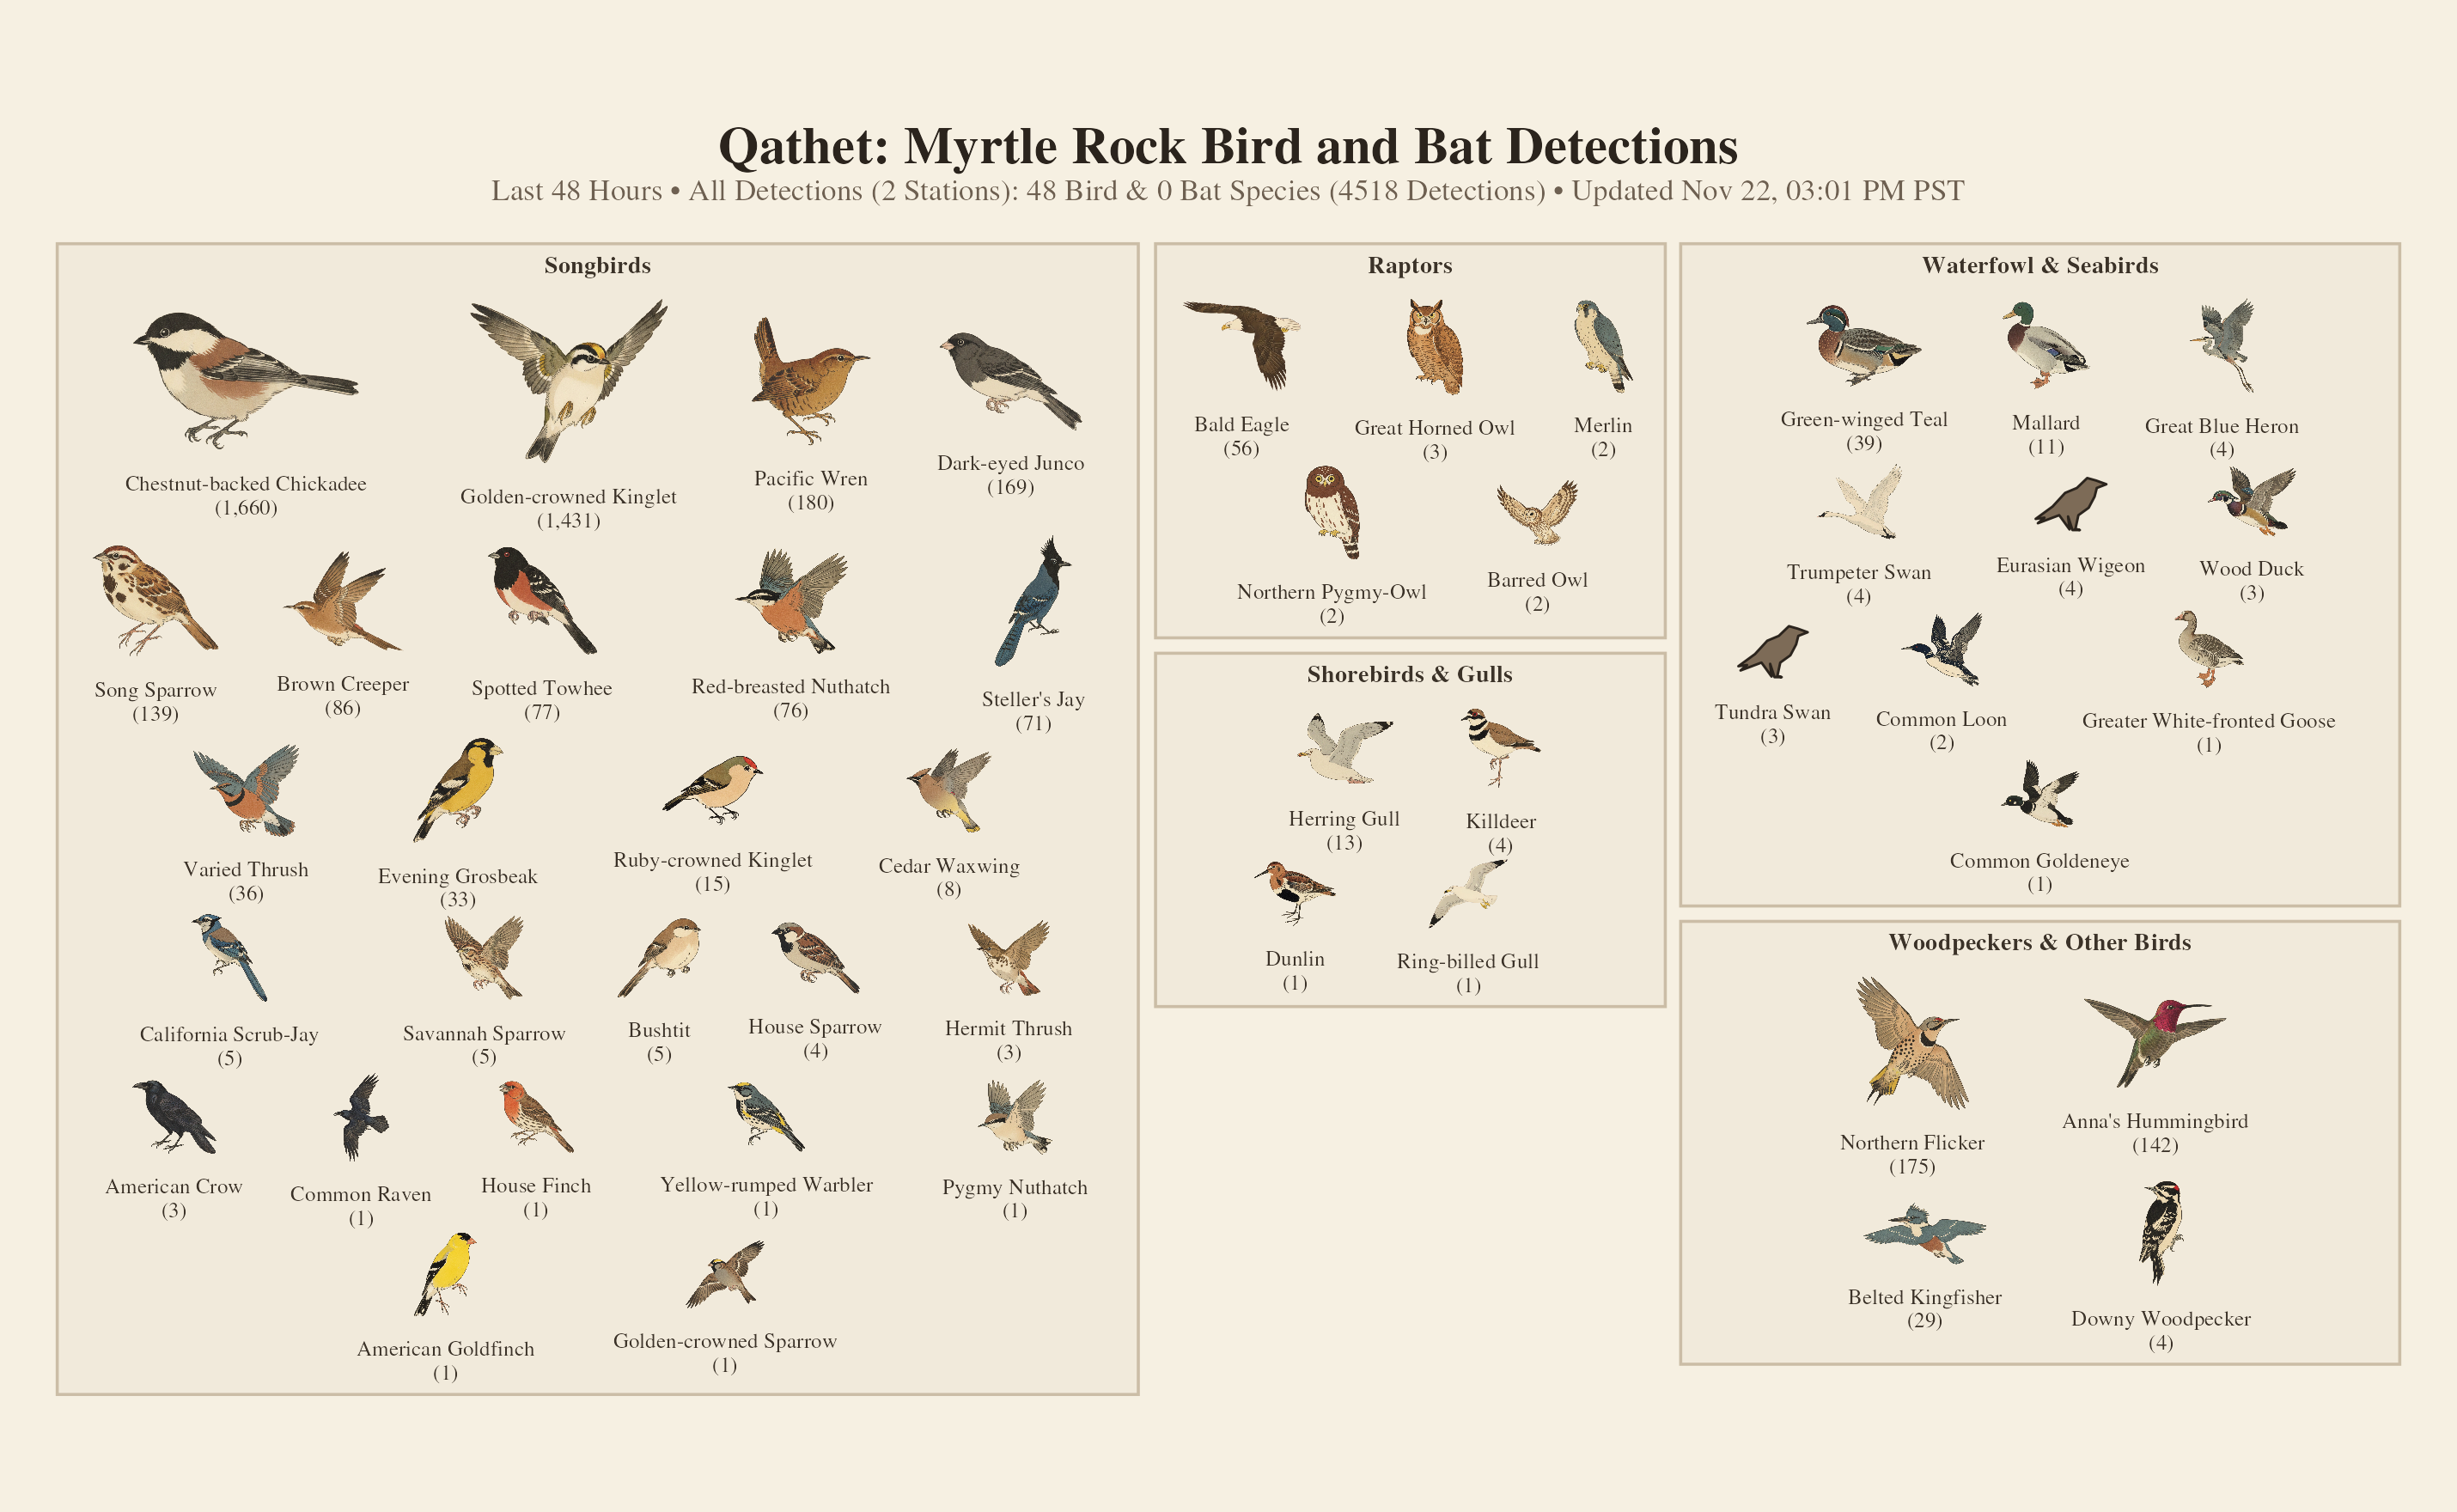 Qathet: Myrtle Rock Bird and Bat Detections
Last 48 Hours • All Detections (2 Stations): 48 Bird & 0 Bat Species (4518 Detections) • Updated Nov 22, 03:01 PM PST
Songbirds
Chestnut-backed Chickadee
(1,660)
Golden-crowned Kinglet
(1,431)
Pacific Wren
(180)
Dark-eyed Junco
(169)
Song Sparrow
(139)
Brown Creeper
(86)
Spotted Towhee
(77)
Red-breasted Nuthatch
(76)
Steller's Jay
(71)
Varied Thrush
(36)
Evening Grosbeak
(33)
Ruby-crowned Kinglet
(15)
Cedar Waxwing
(8)
California Scrub-Jay
(5)
Savannah Sparrow
(5)
Bushtit
(5)
House Sparrow
(4)
Hermit Thrush
(3)
American Crow
(3)
Common Raven
(1)
House Finch
(1)
Yellow-rumped Warbler
(1)
Pygmy Nuthatch
(1)
American Goldfinch
(1)
Golden-crowned Sparrow
(1)
Raptors
Bald Eagle
(56)
Great Horned Owl
(3)
Merlin
(2)
Northern Pygmy-Owl
(2)
Barred Owl
(2)
Shorebirds & Gulls
Herring Gull
(13)
Killdeer
(4)
Dunlin
(1)
Ring-billed Gull
(1)
Waterfowl & Seabirds
Green-winged Teal
(39)
Mallard
(11)
Great Blue Heron
(4)
Trumpeter Swan
(4)
Eurasian Wigeon
(4)
Wood Duck
(3)
Tundra Swan
(3)
Common Loon
(2)
Greater White-fronted Goose
(1)
Common Goldeneye
(1)
Woodpeckers & Other Birds
Northern Flicker
(175)
Anna's Hummingbird
(142)
Belted Kingfisher
(29)
Downy Woodpecker
(4)